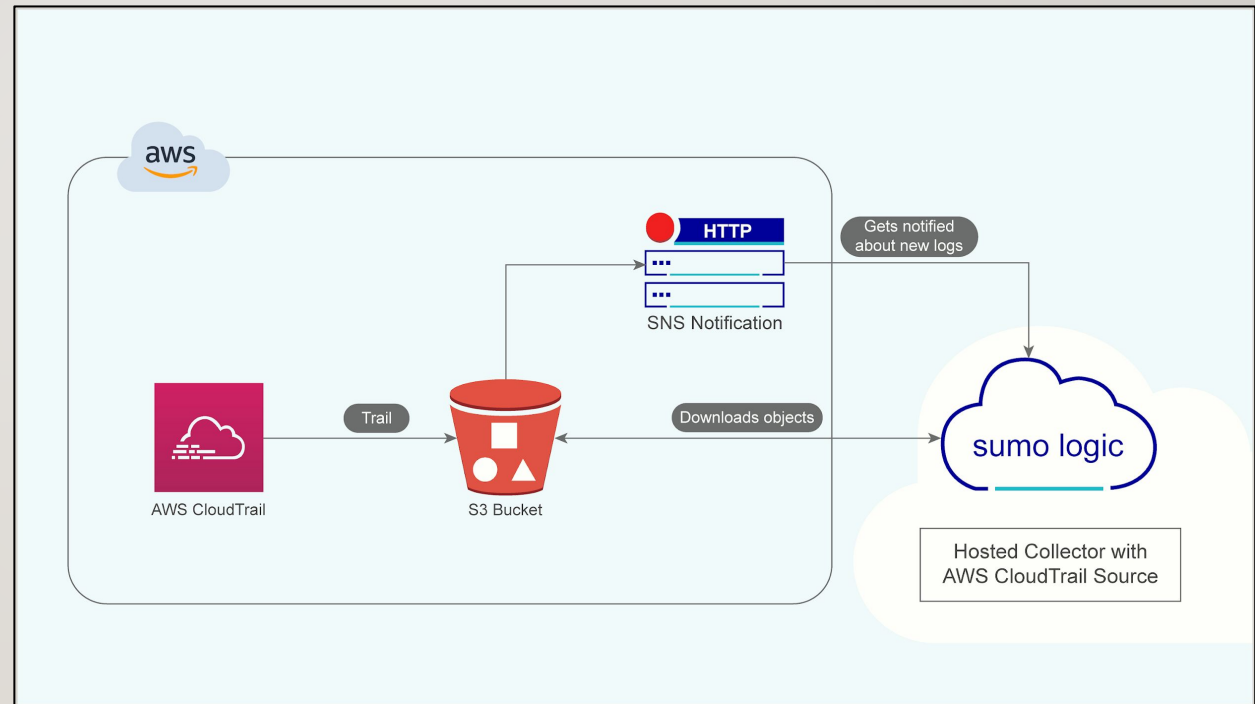 aws
HTTP
SNS Notification
Gets notified
about new logs
Trail
Downloads objects
AWS CloudTrail
S3 Bucket
sumo logic
Hosted Collector with
AWS CloudTrail Source